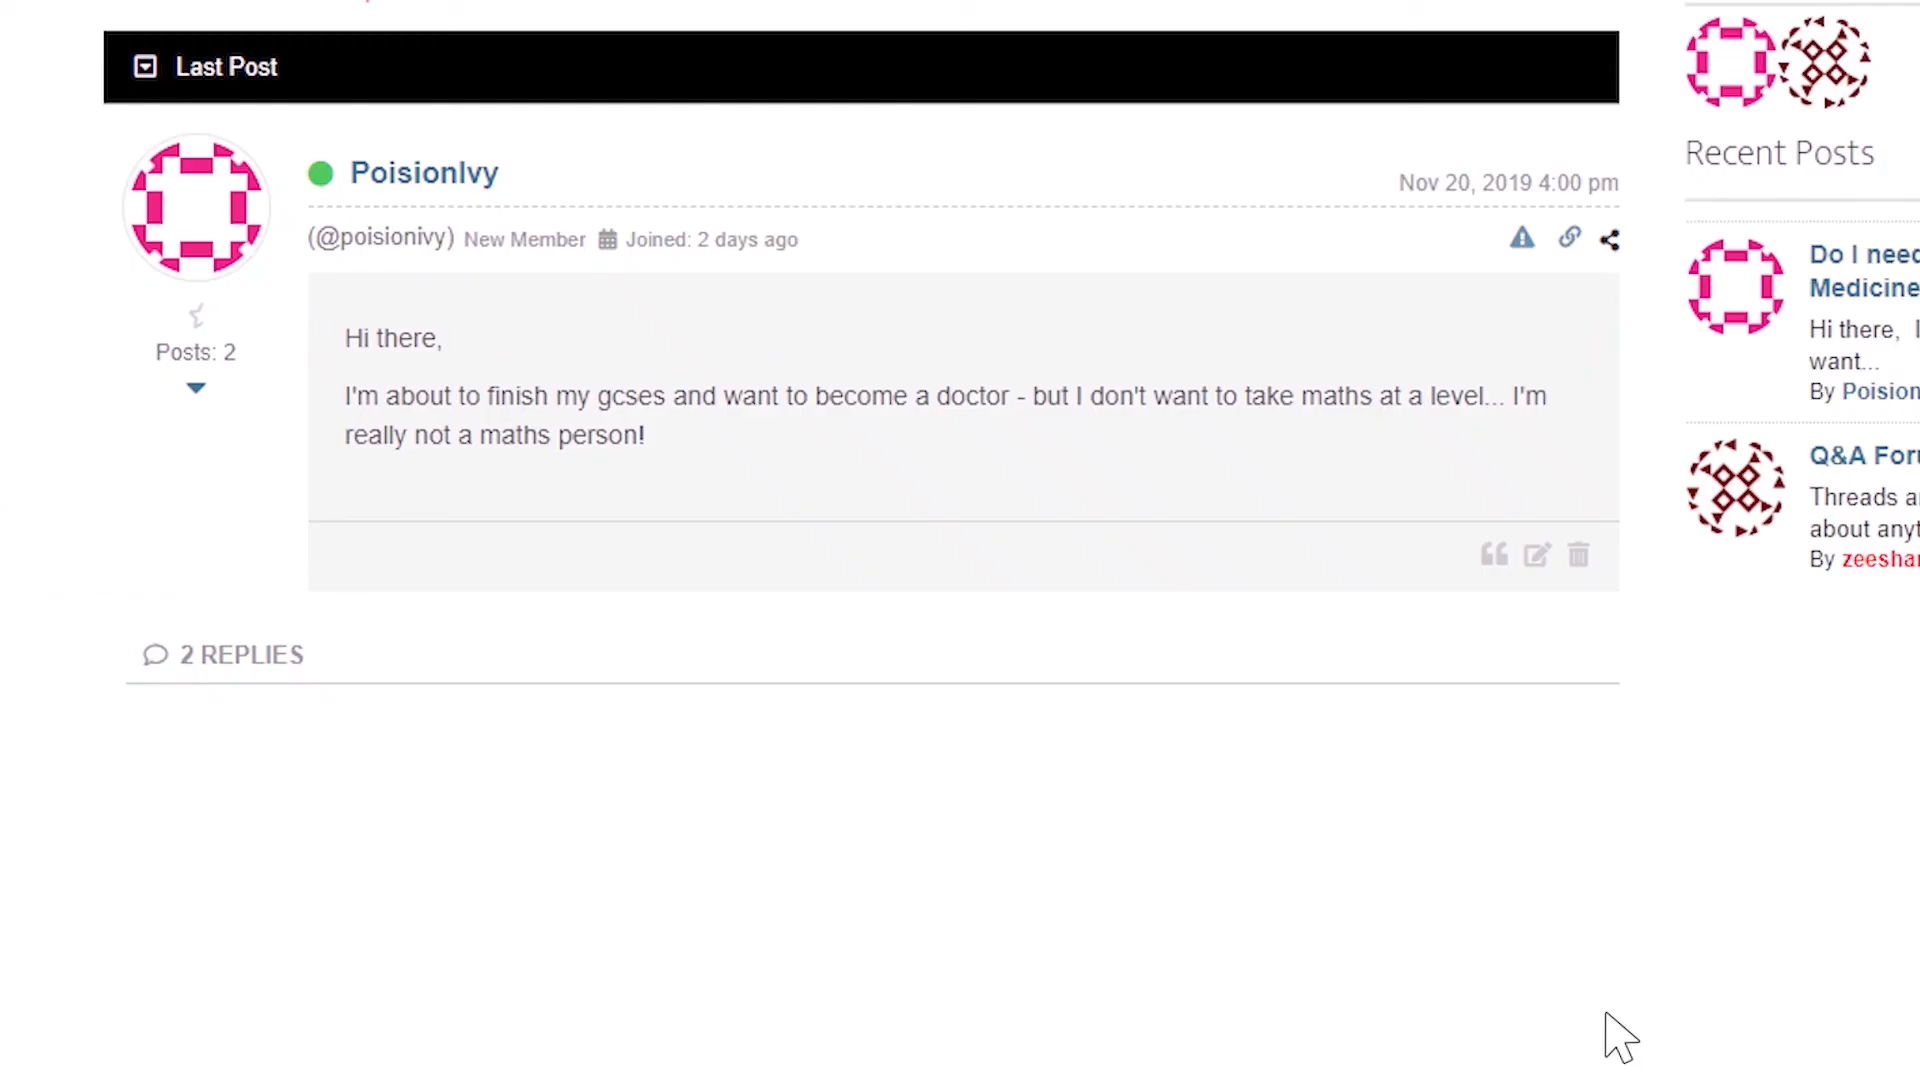 Last Post
PoisionIvy
Nov 20, 2019 4:00 pm
(@poisionivy) New Member Joined: 2 days ago
Posts: 2
Hi there,
I'm about to finish my gcses and want to become a doctor - but I don't want to take maths at a level... I'm
really not a maths person!
2 REPLIES
Recent Posts
Do I need
Medicine
Hi there, I
want...
By Poision
Q&A For
Threads a
about anyt
By zeeshan